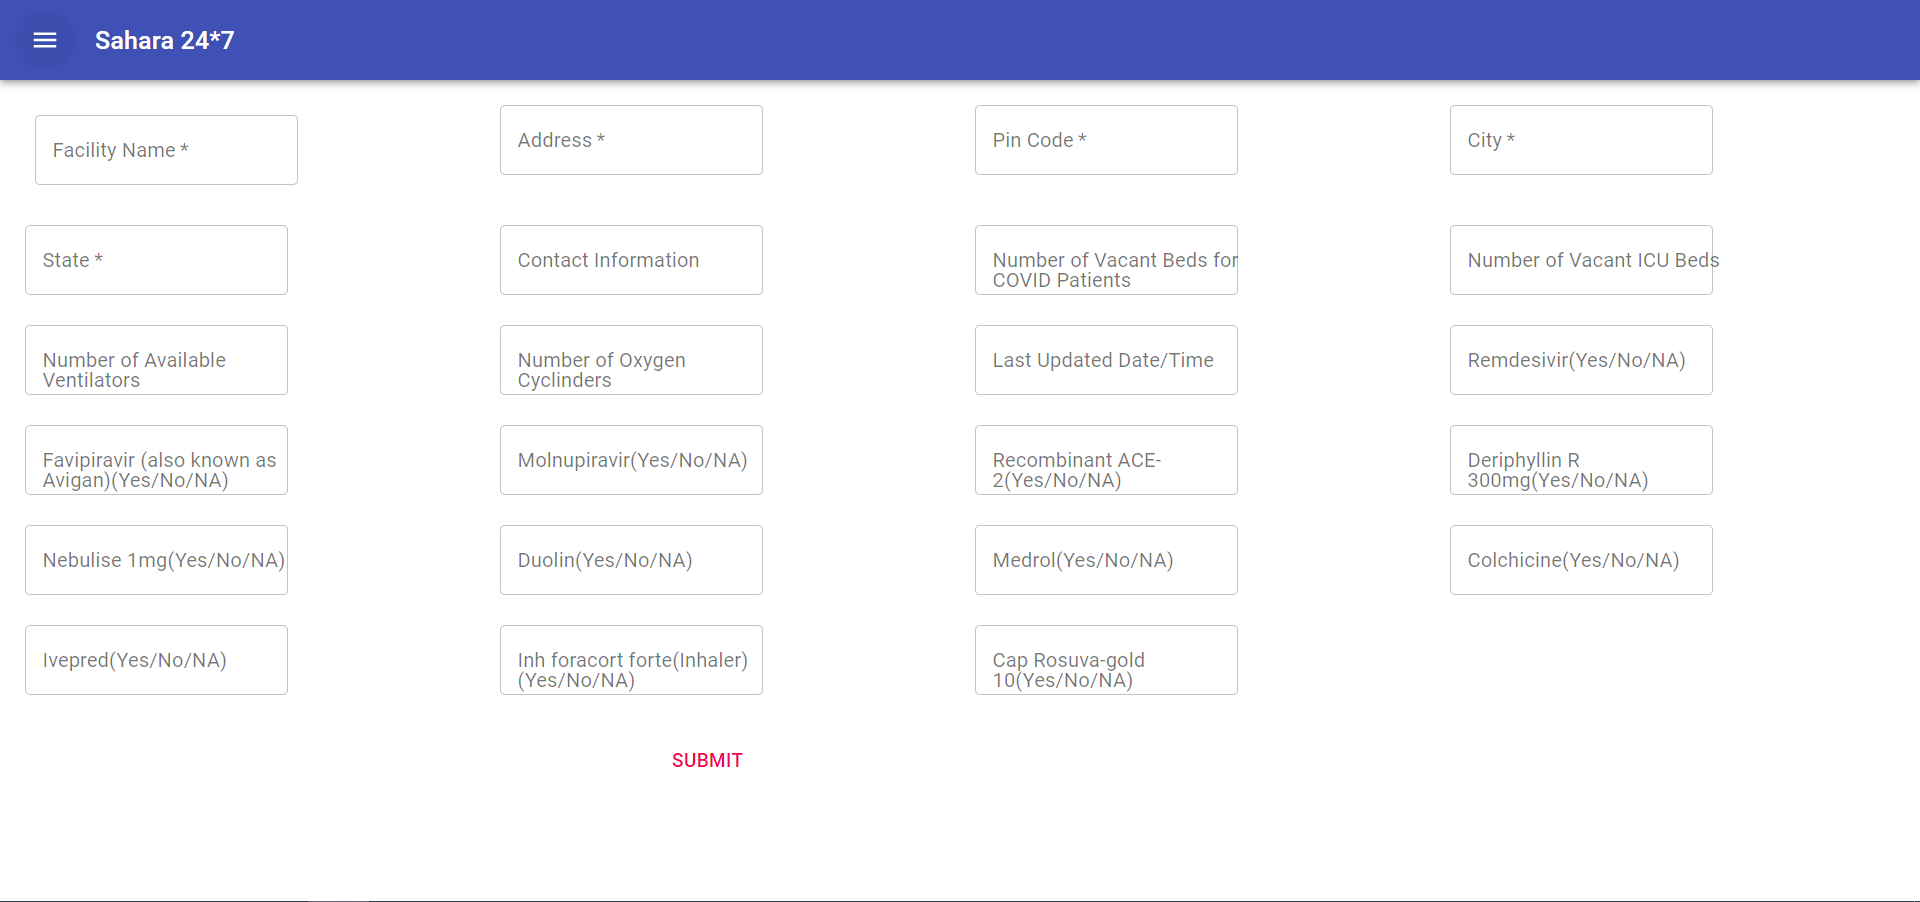 Sahara 24*7
Facility Name *
Address *
Pin Code *
City *
State *
Contact Information
Number of Vacant Beds for
COVID Patients
Number of Vacant ICU Beds
Number of Available
Ventilators
Number of Oxygen
Cyclinders
Last Updated Date/Time
Remdesivir(Yes/No/NA)
Favipiravir (also known as
Avigan)(Yes/No/NA)
Molnupiravir(Yes/No/NA)
Recombinant ACE-
2(Yes/No/NA)
Deriphyllin R
300mg(Yes/No/NA)
Nebulise 1mg(Yes/No/NA)
Duolin(Yes/No/NA)
Medrol(Yes/No/NA)
Colchicine(Yes/No/NA)
Ivepred(Yes/No/NA)
Inh foracort forte(Inhaler)
(Yes/No/NA)
Cap Rosuva-gold
10(Yes/No/NA)
SUBMIT